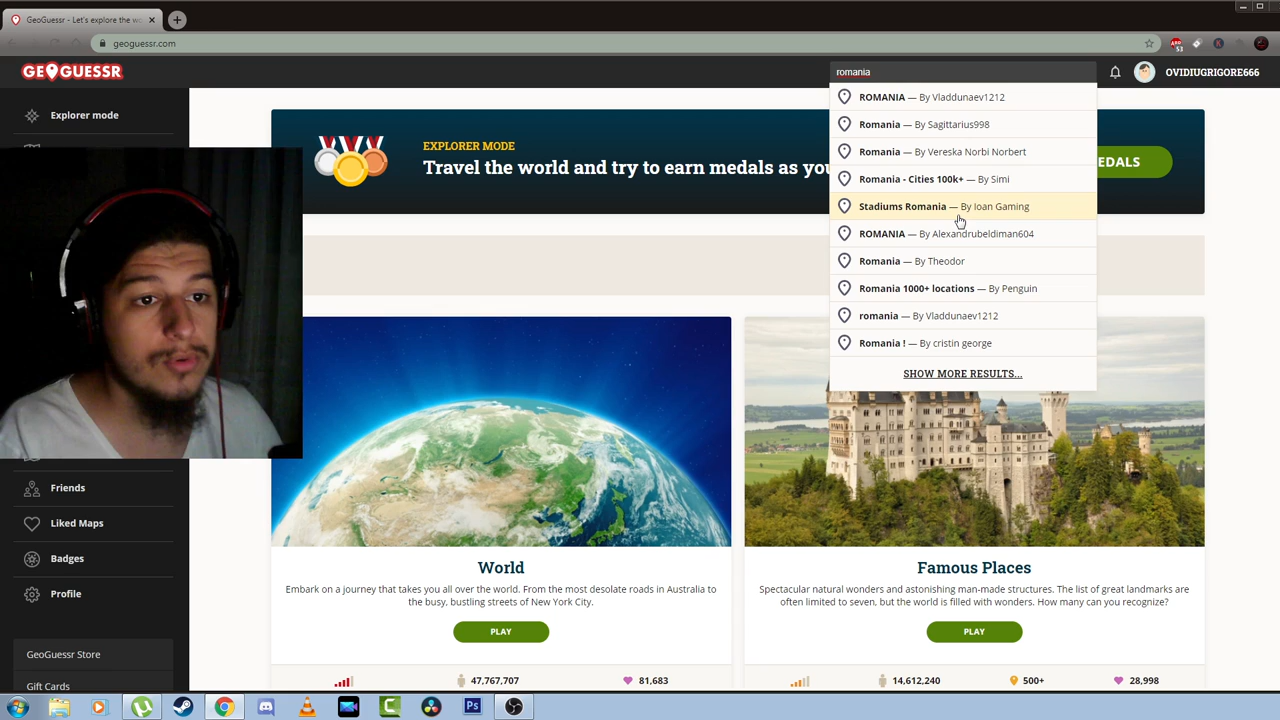 GeoGuessr - Let's explore the wo
geoguessr.com
53
GEOGUESSR
romania
OVIDIUGRIGORE666
Explorer mode
EXPLORER MODE
Travel the world and try to earn medals as you
EDALS
ROMANIA — By Vladdunaev1212
Romania — By Sagittarius998
Romania — By Vereska Norbi Norbert
Romania - Cities 100k+ — By Simi
Stadiums Romania — By Ioan Gaming
ROMANIA — By Alexandrubeldiman604
Romania — By Theodor
Romania 1000+ locations — By Penguin
romania — By Vladdunaev1212
Romania ! — By cristin george
SHOW MORE RESULTS...
Friends
Liked Maps
Badges
Profile
GeoGuessr Store
Gift Cards
World
Embark on a journey that takes you all over the world. From the most desolate roads in Australia to
the busy, bustling streets of New York City.
PLAY
47,767,707
81,683
Famous Places
Spectacular natural wonders and astonishing man-made structures. The list of great landmarks are
often limited to seven, but the world is filled with wonders. How many can you recognize?
PLAY
14,612,240
500+
28,998
Ps